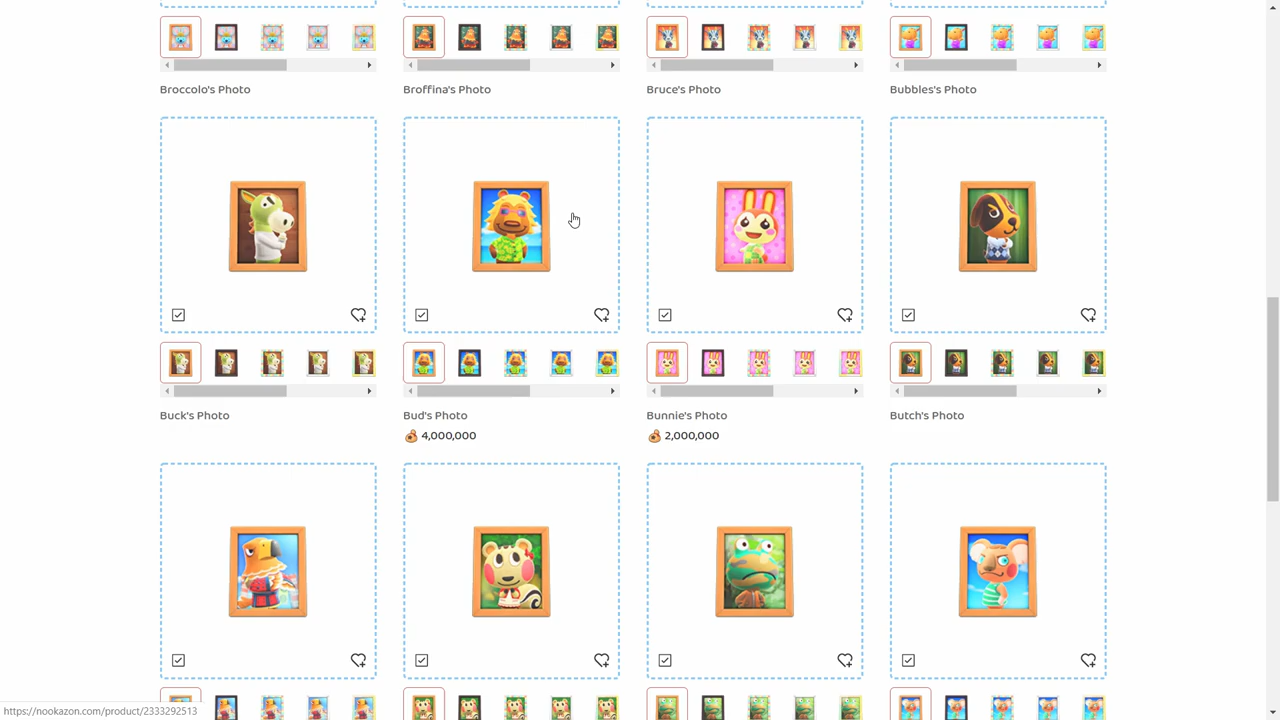 Broccolo's Photo
Broffina's Photo
Bruce's Photo
Bubbles's Photo
Buck's Photo
Bud's Photo
4,000,000
Bunnie's Photo
2,000,000
Butch's Photo
https://nookazon.com/product/2333292513